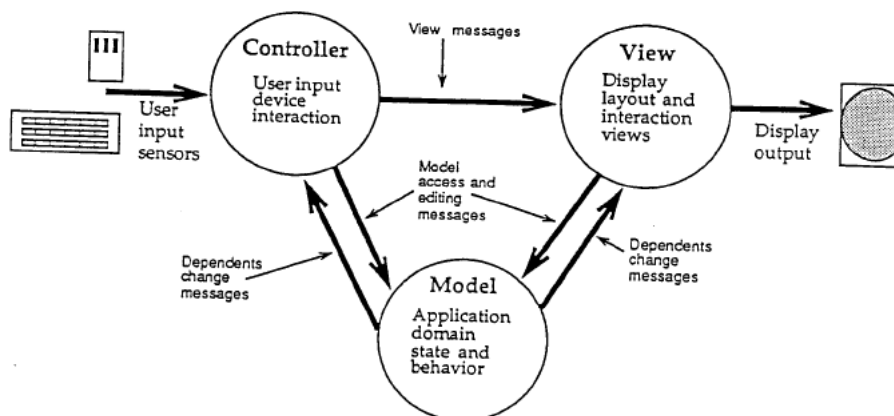 Controller
User input
device
interaction
View messages
View
Display
layout and
interaction
views
User
input
sensors
Display
output
Model
access and
editing
messages
Dependents
change
messages
Dependents
change
messages
Model
Application
domain
state and
behavior